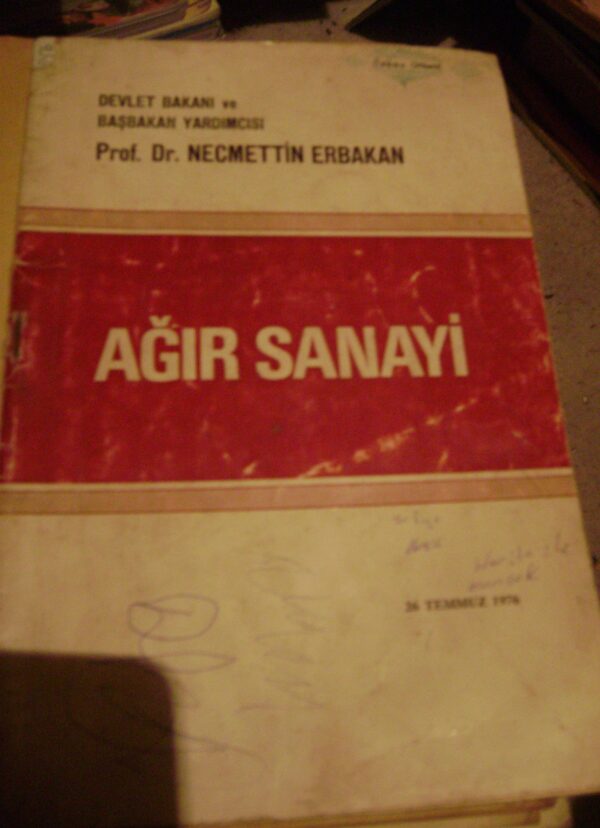 DEVLET BAKANI ve
BAŞBAKAN YARDIMCISI
Prof. Dr. NECMETTİN ERBAKAN
AĞIR SANAYİ
26 TEMMUZ 1976